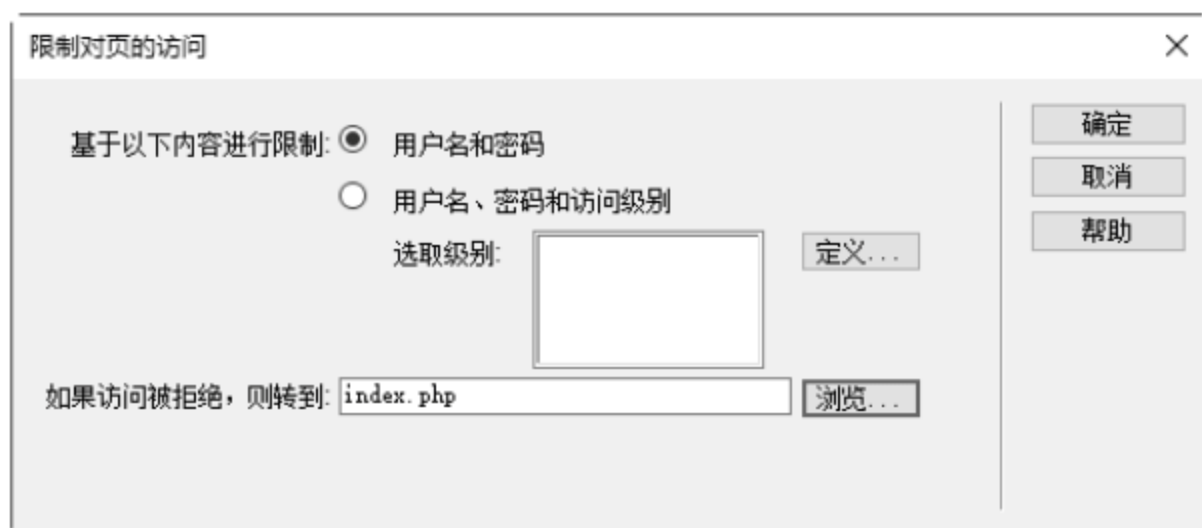 限制对页的访问
基于以下内容进行限制: 用户名和密码
用户名、密码和访问级别
选取级别: 定义...
如果访问被拒绝，则转到: index.php 浏览...
确定
取消
帮助